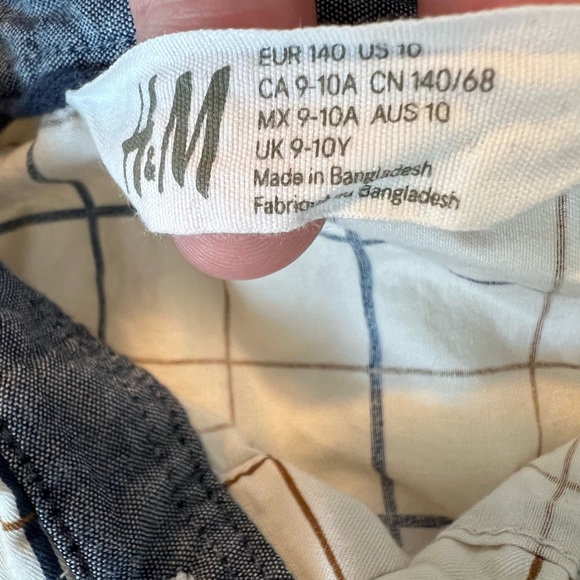 H&M
EUR 140 US 10
CA 9-10A CN 140/68
MX 9-10A AUS 10
UK 9-10Y
Made in Bangladesh
Bangladesh